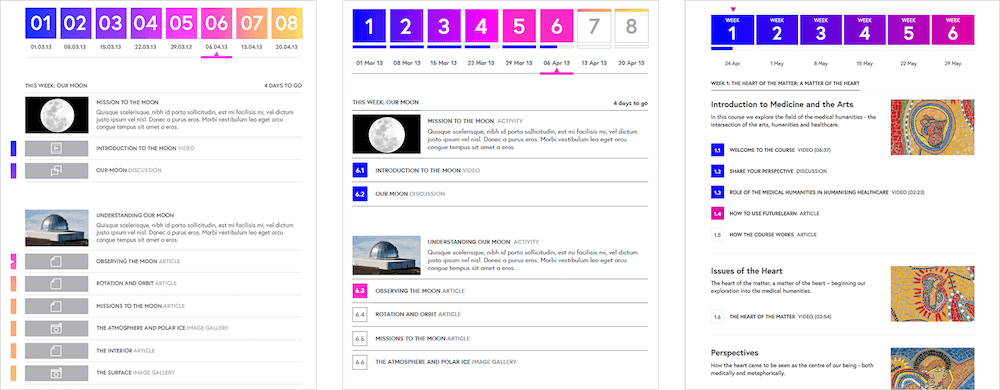 01 02 03 04 05 06 07 08
01.03.13 08.03.13 15.03.13 22.03.13 29.03.13 06.04.13 13.04.13 20.04.13
THIS WEEK: OUR MOON 4 DAYS TO GO
MISSION TO THE MOON
Quisque scelerisque, nibh id porta sollicitudin, est mi facilisis mi, vel dictum
justo ipsum vel nisl. Donec a purus eros. Morbi vestibulum leo eget arcu
congue tempus sit amet a eros.
INTRODUCTION TO THE MOON VIDEO
OUR MOON DISCUSSION
UNDERSTANDING OUR MOON
Quisque scelerisque, nibh id porta sollicitudin, est mi facilisis mi, vel dictum
justo ipsum vel nisl. Donec a purus eros. Morbi vestibulum leo eget arcu
congue tempus sit amet a eros.
OBSERVING THE MOON ARTICLE
ROTATION AND ORBIT ARTICLE
MISSIONS TO THE MOON ARTICLE
THE ATMOSPHERE AND POLAR ICE IMAGE GALLERY
THE INTERIOR ARTICLE
THE SURFACE IMAGE GALLERY
1 2 3 4 5 6 7 8
01 Mar 13 08 Mar 13 15 Mar 13 22 Mar 13 29 Mar 13 06 Apr 13 13 Apr 13 20 Apr 13
THIS WEEK: OUR MOON 4 days to go
MISSION TO THE MOON ACTIVITY
Quisque scelerisque, nibh id porta sollicitudin, est mi facilisis mi, vel dictum
justo ipsum vel nisl. Donec a purus eros. Morbi vestibulum leo eget arcu
congue tempus sit amet a eros.
6.1 INTRODUCTION TO THE MOON VIDEO
6.2 OUR MOON DISCUSSION
UNDERSTANDING OUR MOON ACTIVITY
Quisque scelerisque, nibh id porta sollicitudin, est mi facilisis mi, vel dictum
justo ipsum vel nisl. Donec a purus eros. Morbi vestibulum leo eget arcu
congue tempus sit amet a eros.
6.3 OBSERVING THE MOON ARTICLE
6.4 ROTATION AND ORBIT ARTICLE
6.5 MISSIONS TO THE MOON ARTICLE
6.6 THE ATMOSPHERE AND POLAR ICE IMAGE GALLERY
WEEK WEEK WEEK WEEK WEEK WEEK
1 2 3 4 5 6
24 Apr 1 May 8 May 15 May 22 May 29 May
WEEK 1: THE HEART OF THE MATTER: A MATTER OF THE HEART
Introduction to Medicine and the Arts
In this course we explore the field of the medical humanities - the
intersection of the arts, humanities and healthcare.
1.1 WELCOME TO THE COURSE VIDEO (06:37)
1.2 SHARE YOUR PERSPECTIVE DISCUSSION
1.3 ROLE OF THE MEDICAL HUMANITIES IN HUMANISING HEALTHCARE VIDEO (02:23)
1.4 HOW TO USE FUTURELEARN ARTICLE
1.5 HOW THE COURSE WORKS ARTICLE
Issues of the Heart
The heart of the matter, a matter of the heart – beginning our
exploration into the medical humanities.
1.6 THE HEART OF THE MATTER VIDEO (02:54)
Perspectives
How the heart came to be seen as the centre of our being - both
medically and metaphorically.